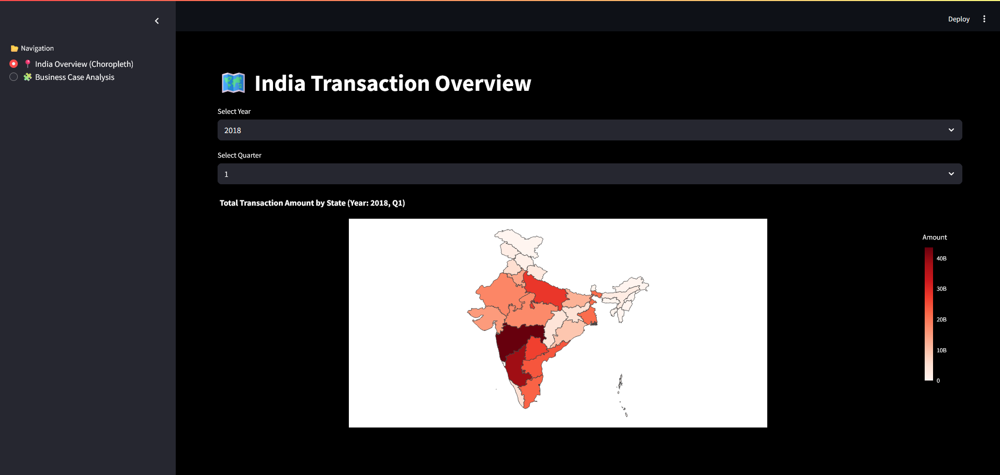 Deploy
Navigation
India Overview (Choropleth)
Business Case Analysis
India Transaction Overview
Select Year
2018
Select Quarter
1
Total Transaction Amount by State (Year: 2018, Q1)
Amount
40B
30B
20B
10B
0